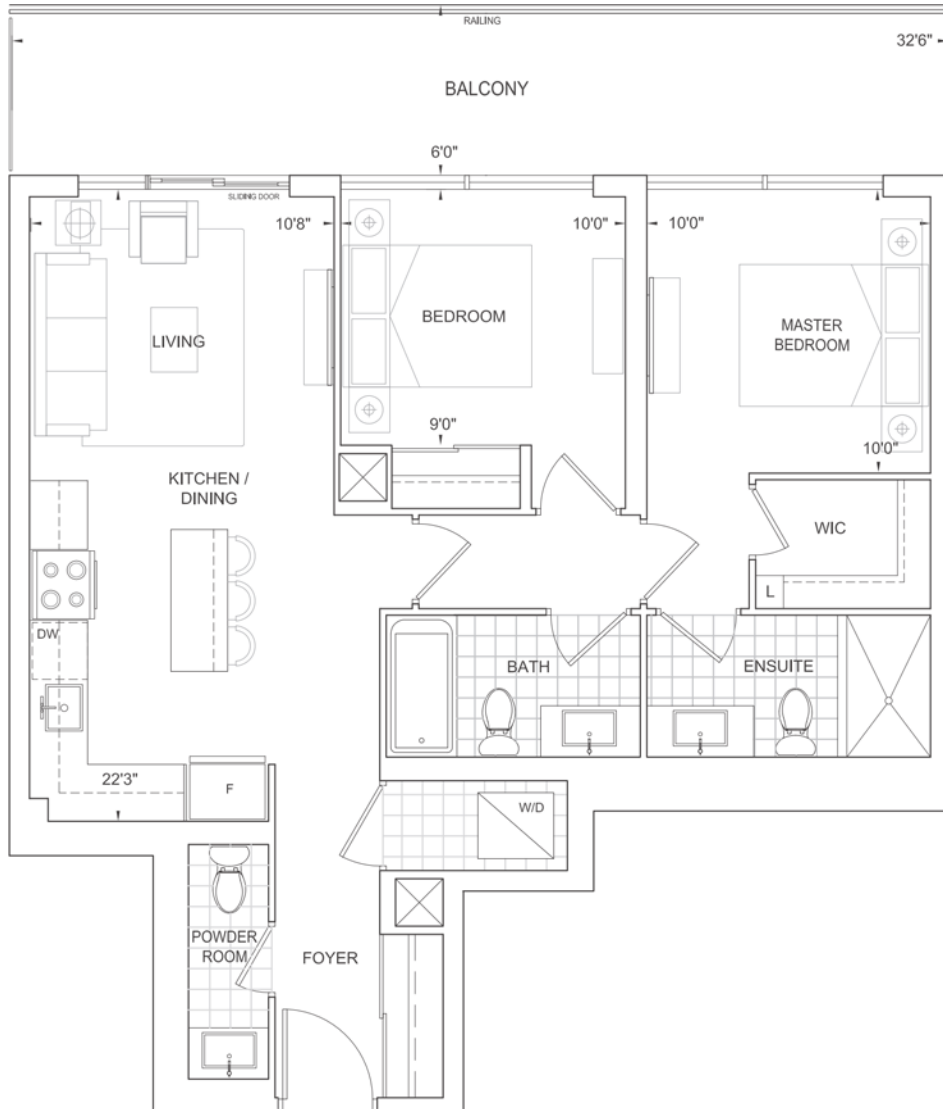 RAILING
32'6"
BALCONY
6'0"
SLIDING DOOR
10'8"
10'0"
10'0"
BEDROOM
MASTER
BEDROOM
LIVING
9'0"
10'0"
KITCHEN /
DINING
WIC
L
DW
BATH
ENSUITE
22'3"
F
W/D
POWDER
ROOM
FOYER